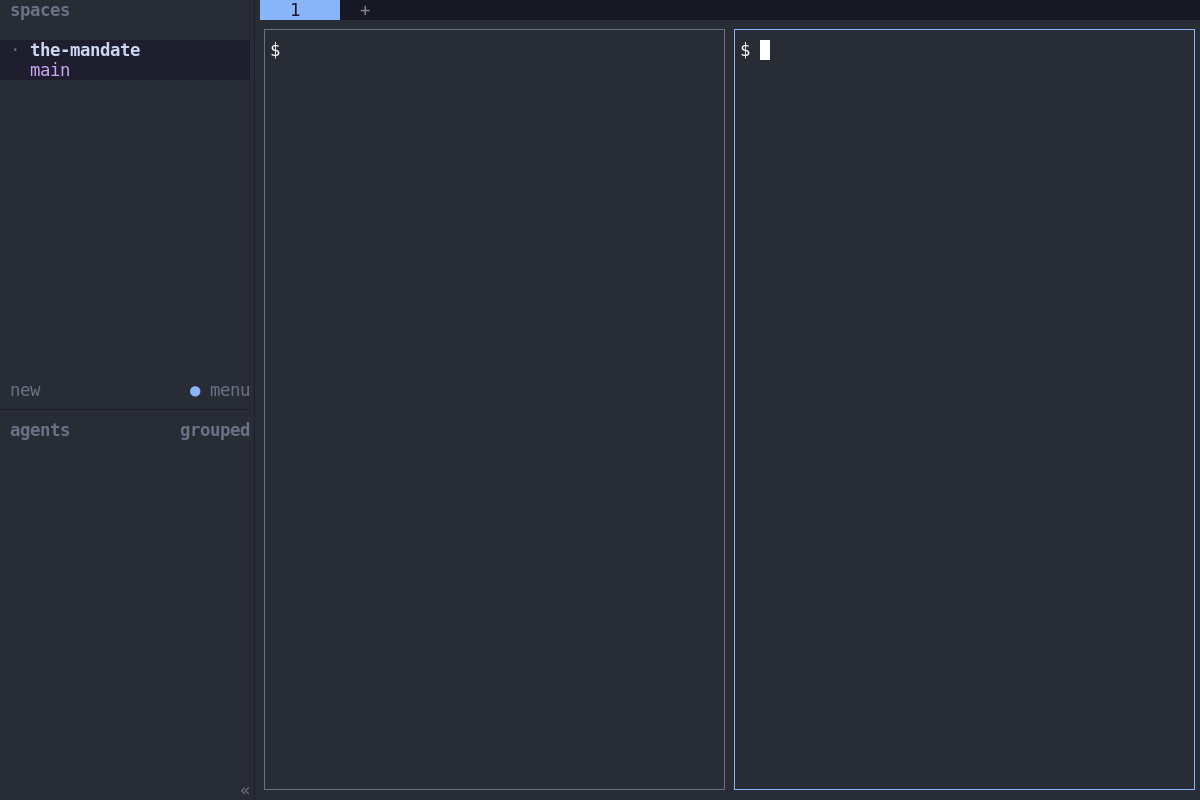 spaces
· the-mandate
main
new ● menu
agents grouped
«
1 +
$
$